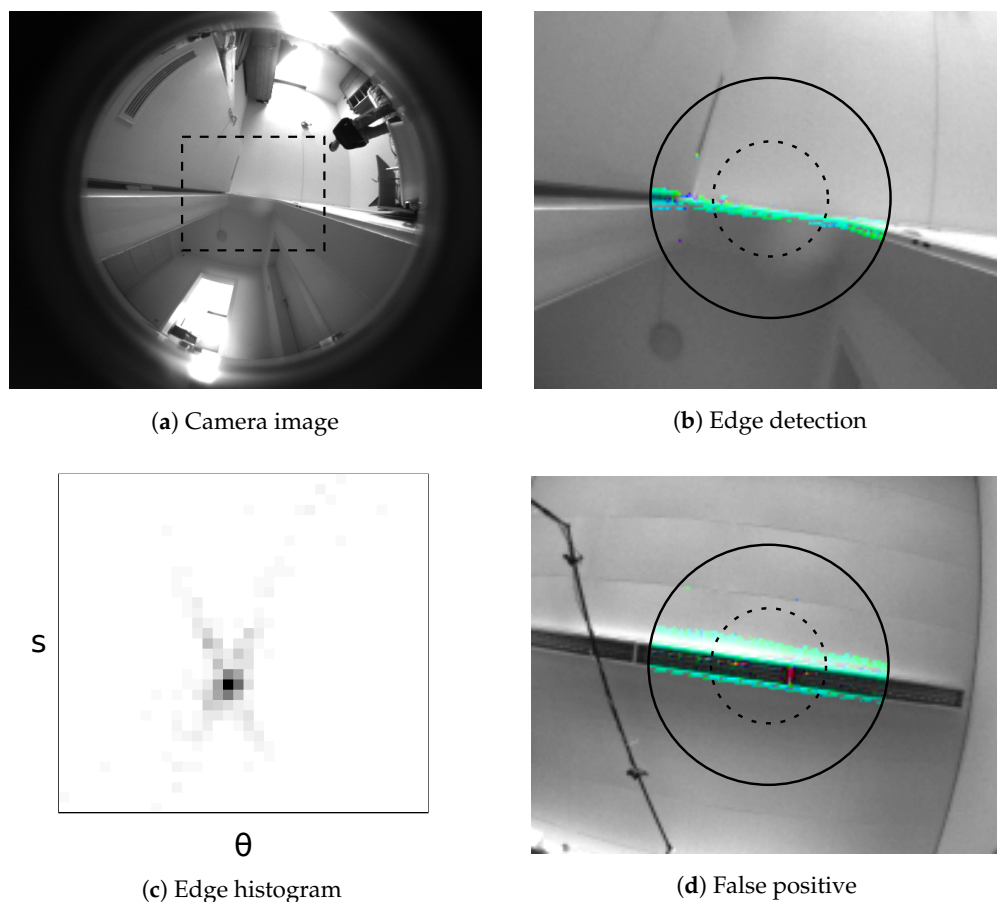 (a) Camera image
(b) Edge detection
s
θ
(c) Edge histogram
(d) False positive